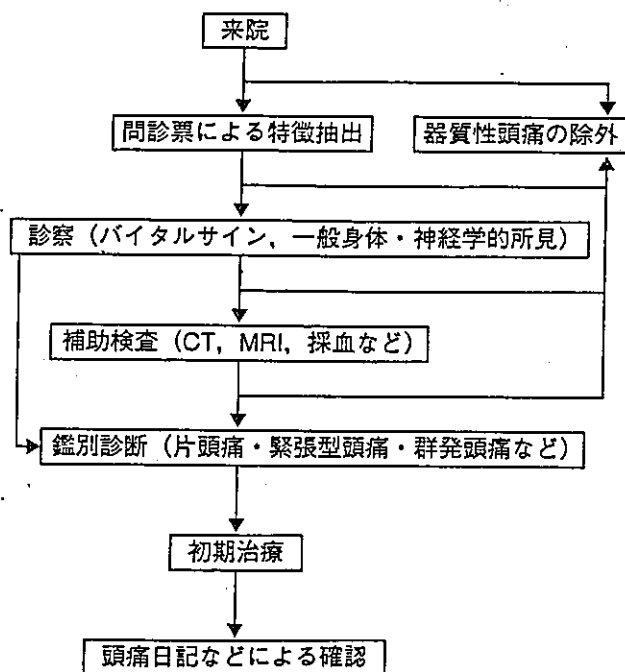 来院
問診票による特徴抽出
器質性頭痛の除外
診察（バイタルサイン，一般身体・神経学的所見）
補助検査（CT，MRI，採血など）
鑑別診断（片頭痛・緊張型頭痛・群発頭痛など）
初期治療
頭痛日記などによる確認